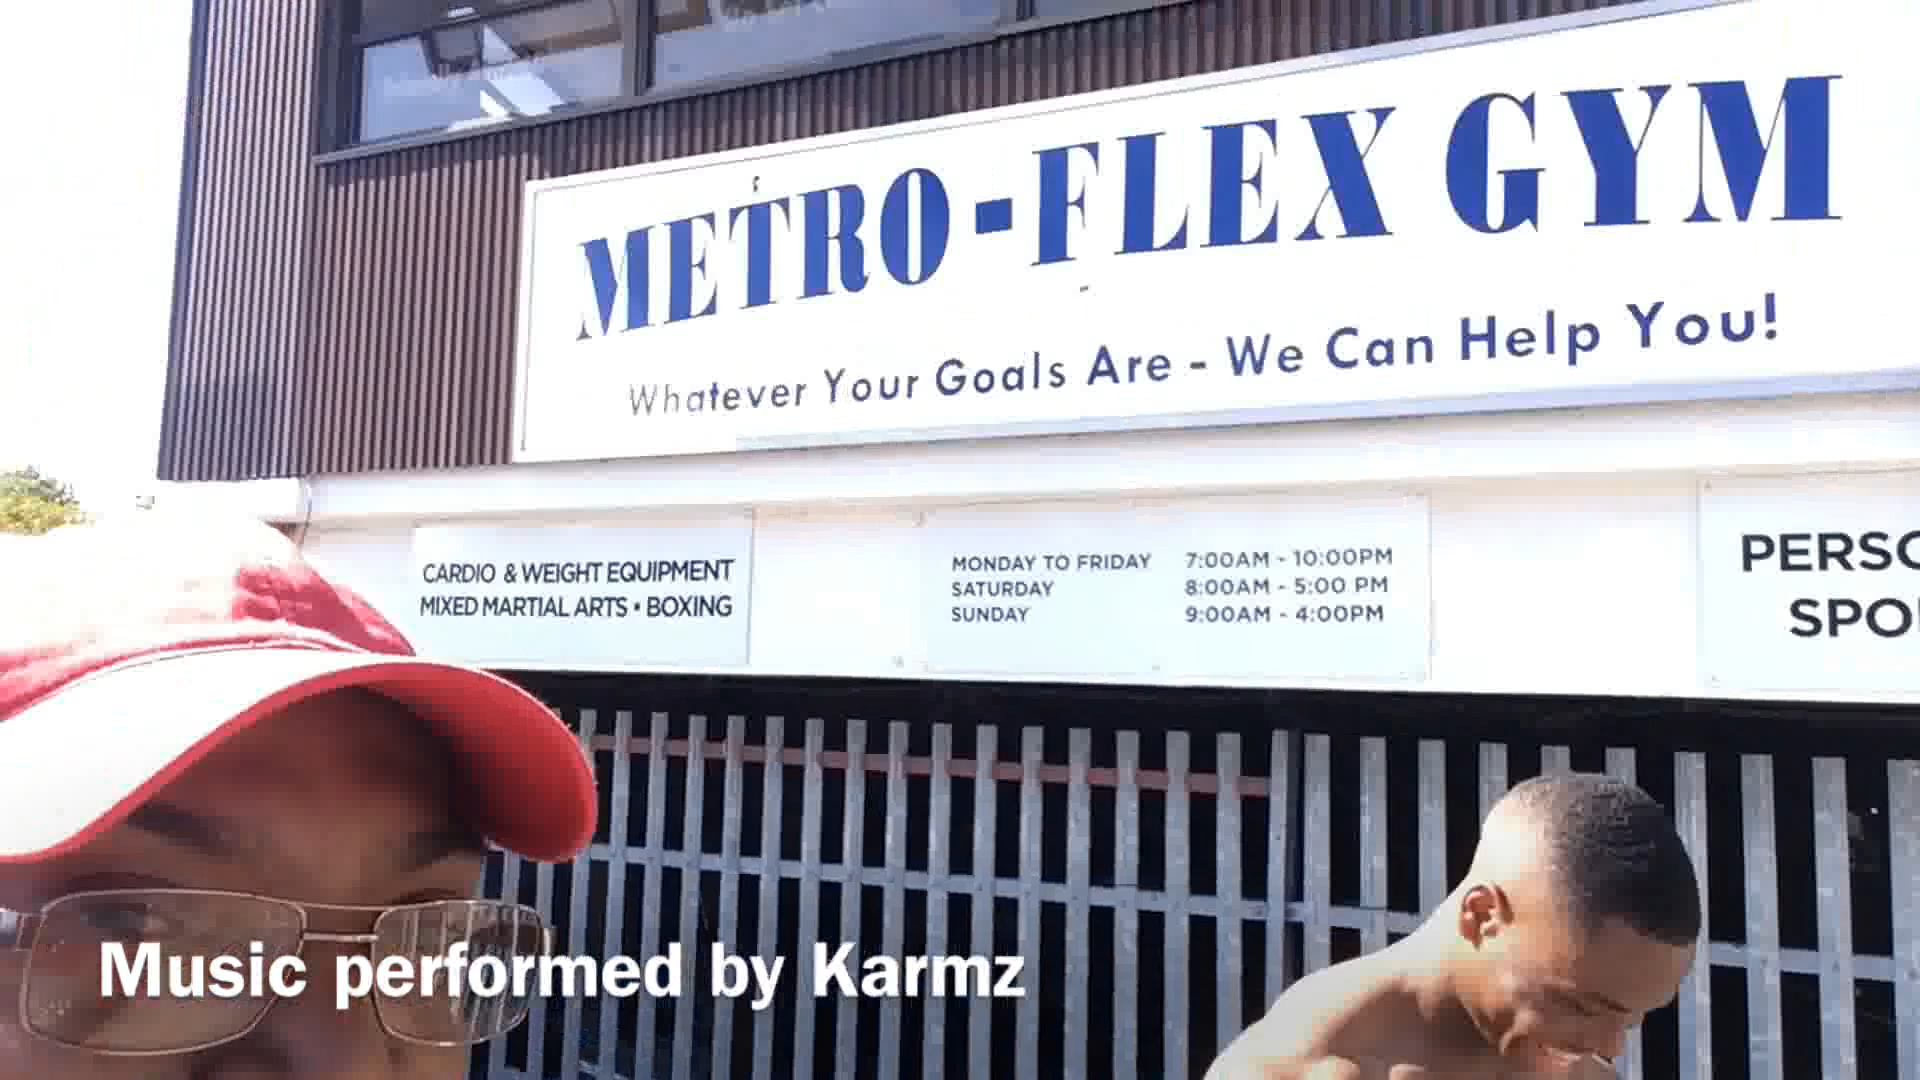 METRO-FLEX GYM
Whatever Your Goals Are - We Can Help You!
CARDIO & WEIGHT EQUIPMENT
MIXED MARTIAL ARTS • BOXING
MONDAY TO FRIDAY 7:00AM - 10:00PM
SATURDAY 8:00AM - 5:00 PM
SUNDAY 9:00AM - 4:00PM
PERSO
SPO
Music performed by Karmz